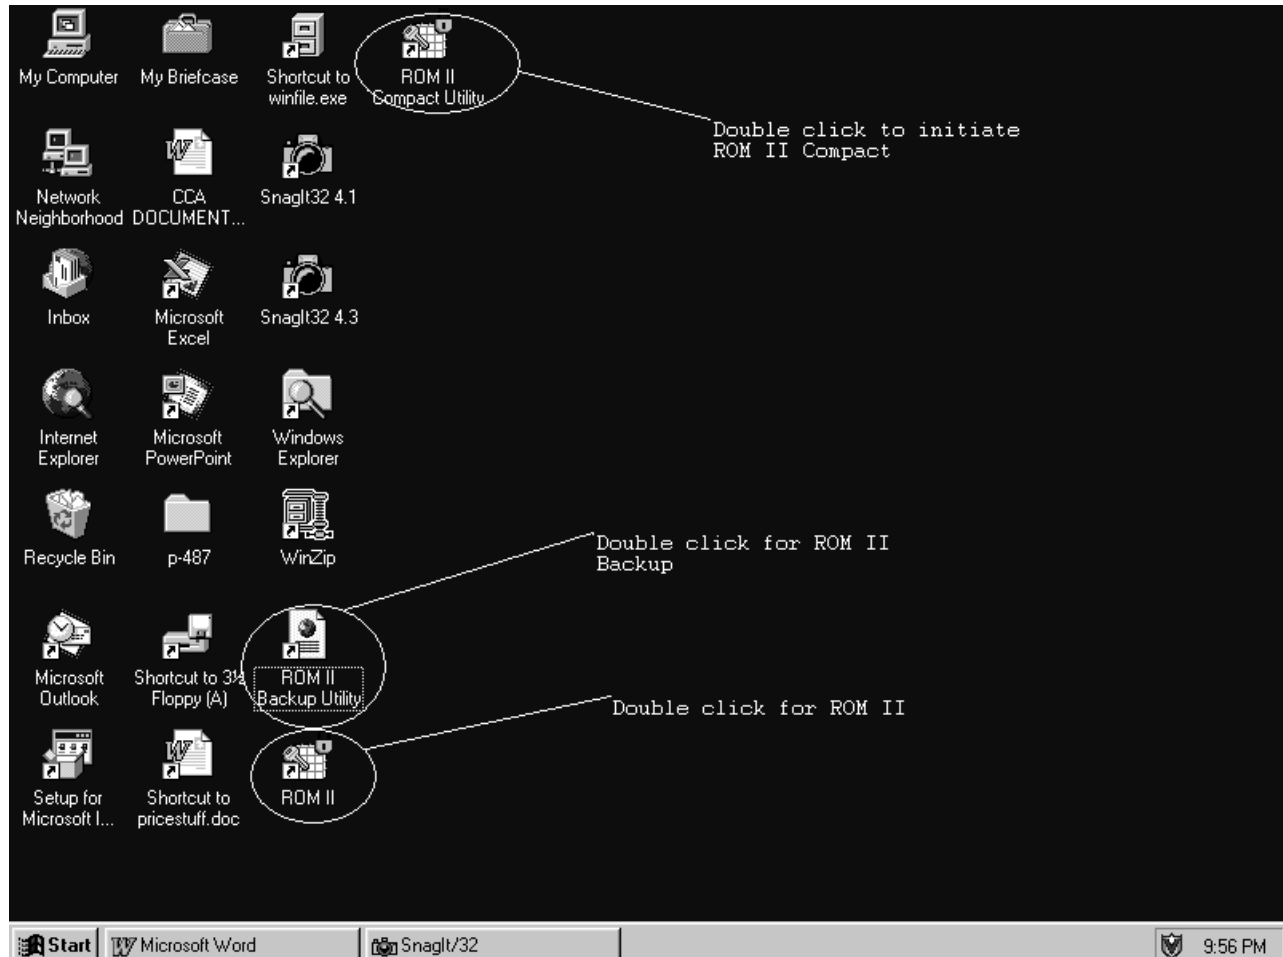 My Computer
My Briefcase
Shortcut to
winfile.exe
ROM II
Compact Utility
Double click to initiate
ROM II Compact
Network
Neighborhood
CCA
DOCUMENT...
SnagIt32 4.1
Inbox
Microsoft
Excel
SnagIt32 4.3
Internet
Explorer
Microsoft
PowerPoint
Windows
Explorer
Recycle Bin
p-487
WinZip
Double click for ROM II
Backup
Microsoft
Outlook
Shortcut to 3½
Floppy (A)
ROM II
Backup Utility
Double click for ROM II
Setup for
Microsoft I...
Shortcut to
pricestuff.doc
ROM II
Start
Microsoft Word
SnagIt/32
9:56 PM